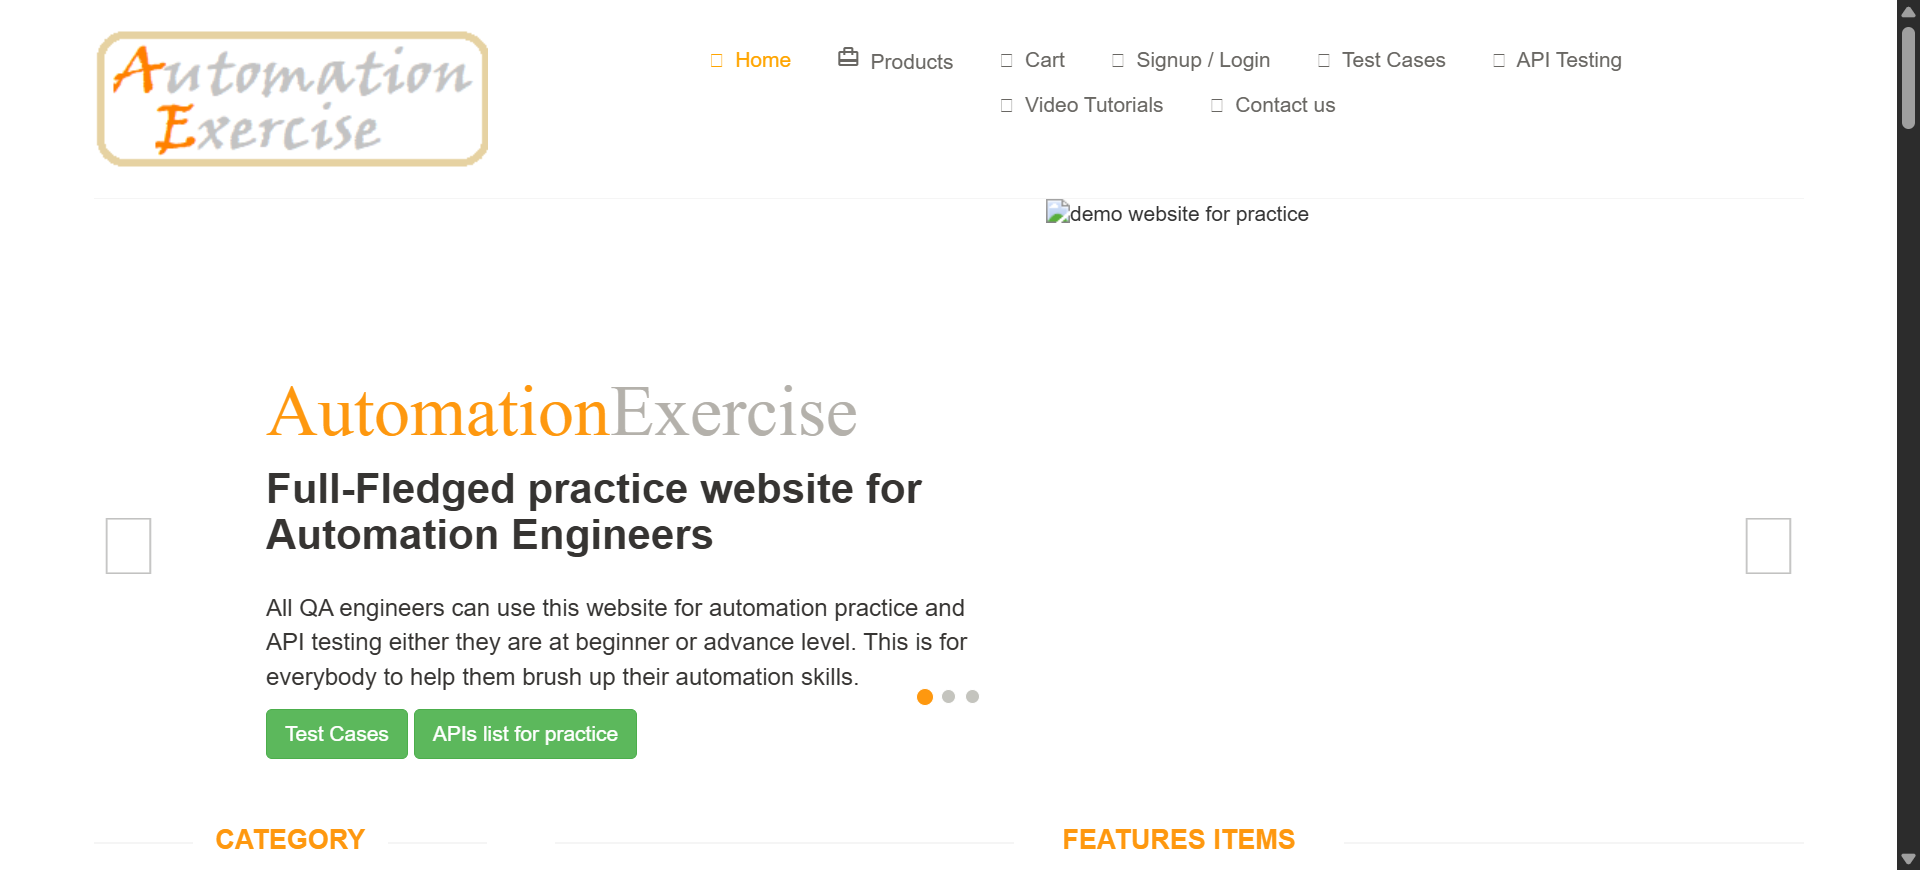 Automation
Exercise
Home Products Cart Signup / Login Test Cases API Testing
Video Tutorials Contact us
demo website for practice
AutomationExercise
Full-Fledged practice website for
Automation Engineers
All QA engineers can use this website for automation practice and
API testing either they are at beginner or advance level. This is for
everybody to help them brush up their automation skills.
Test Cases APIs list for practice
CATEGORY FEATURES ITEMS